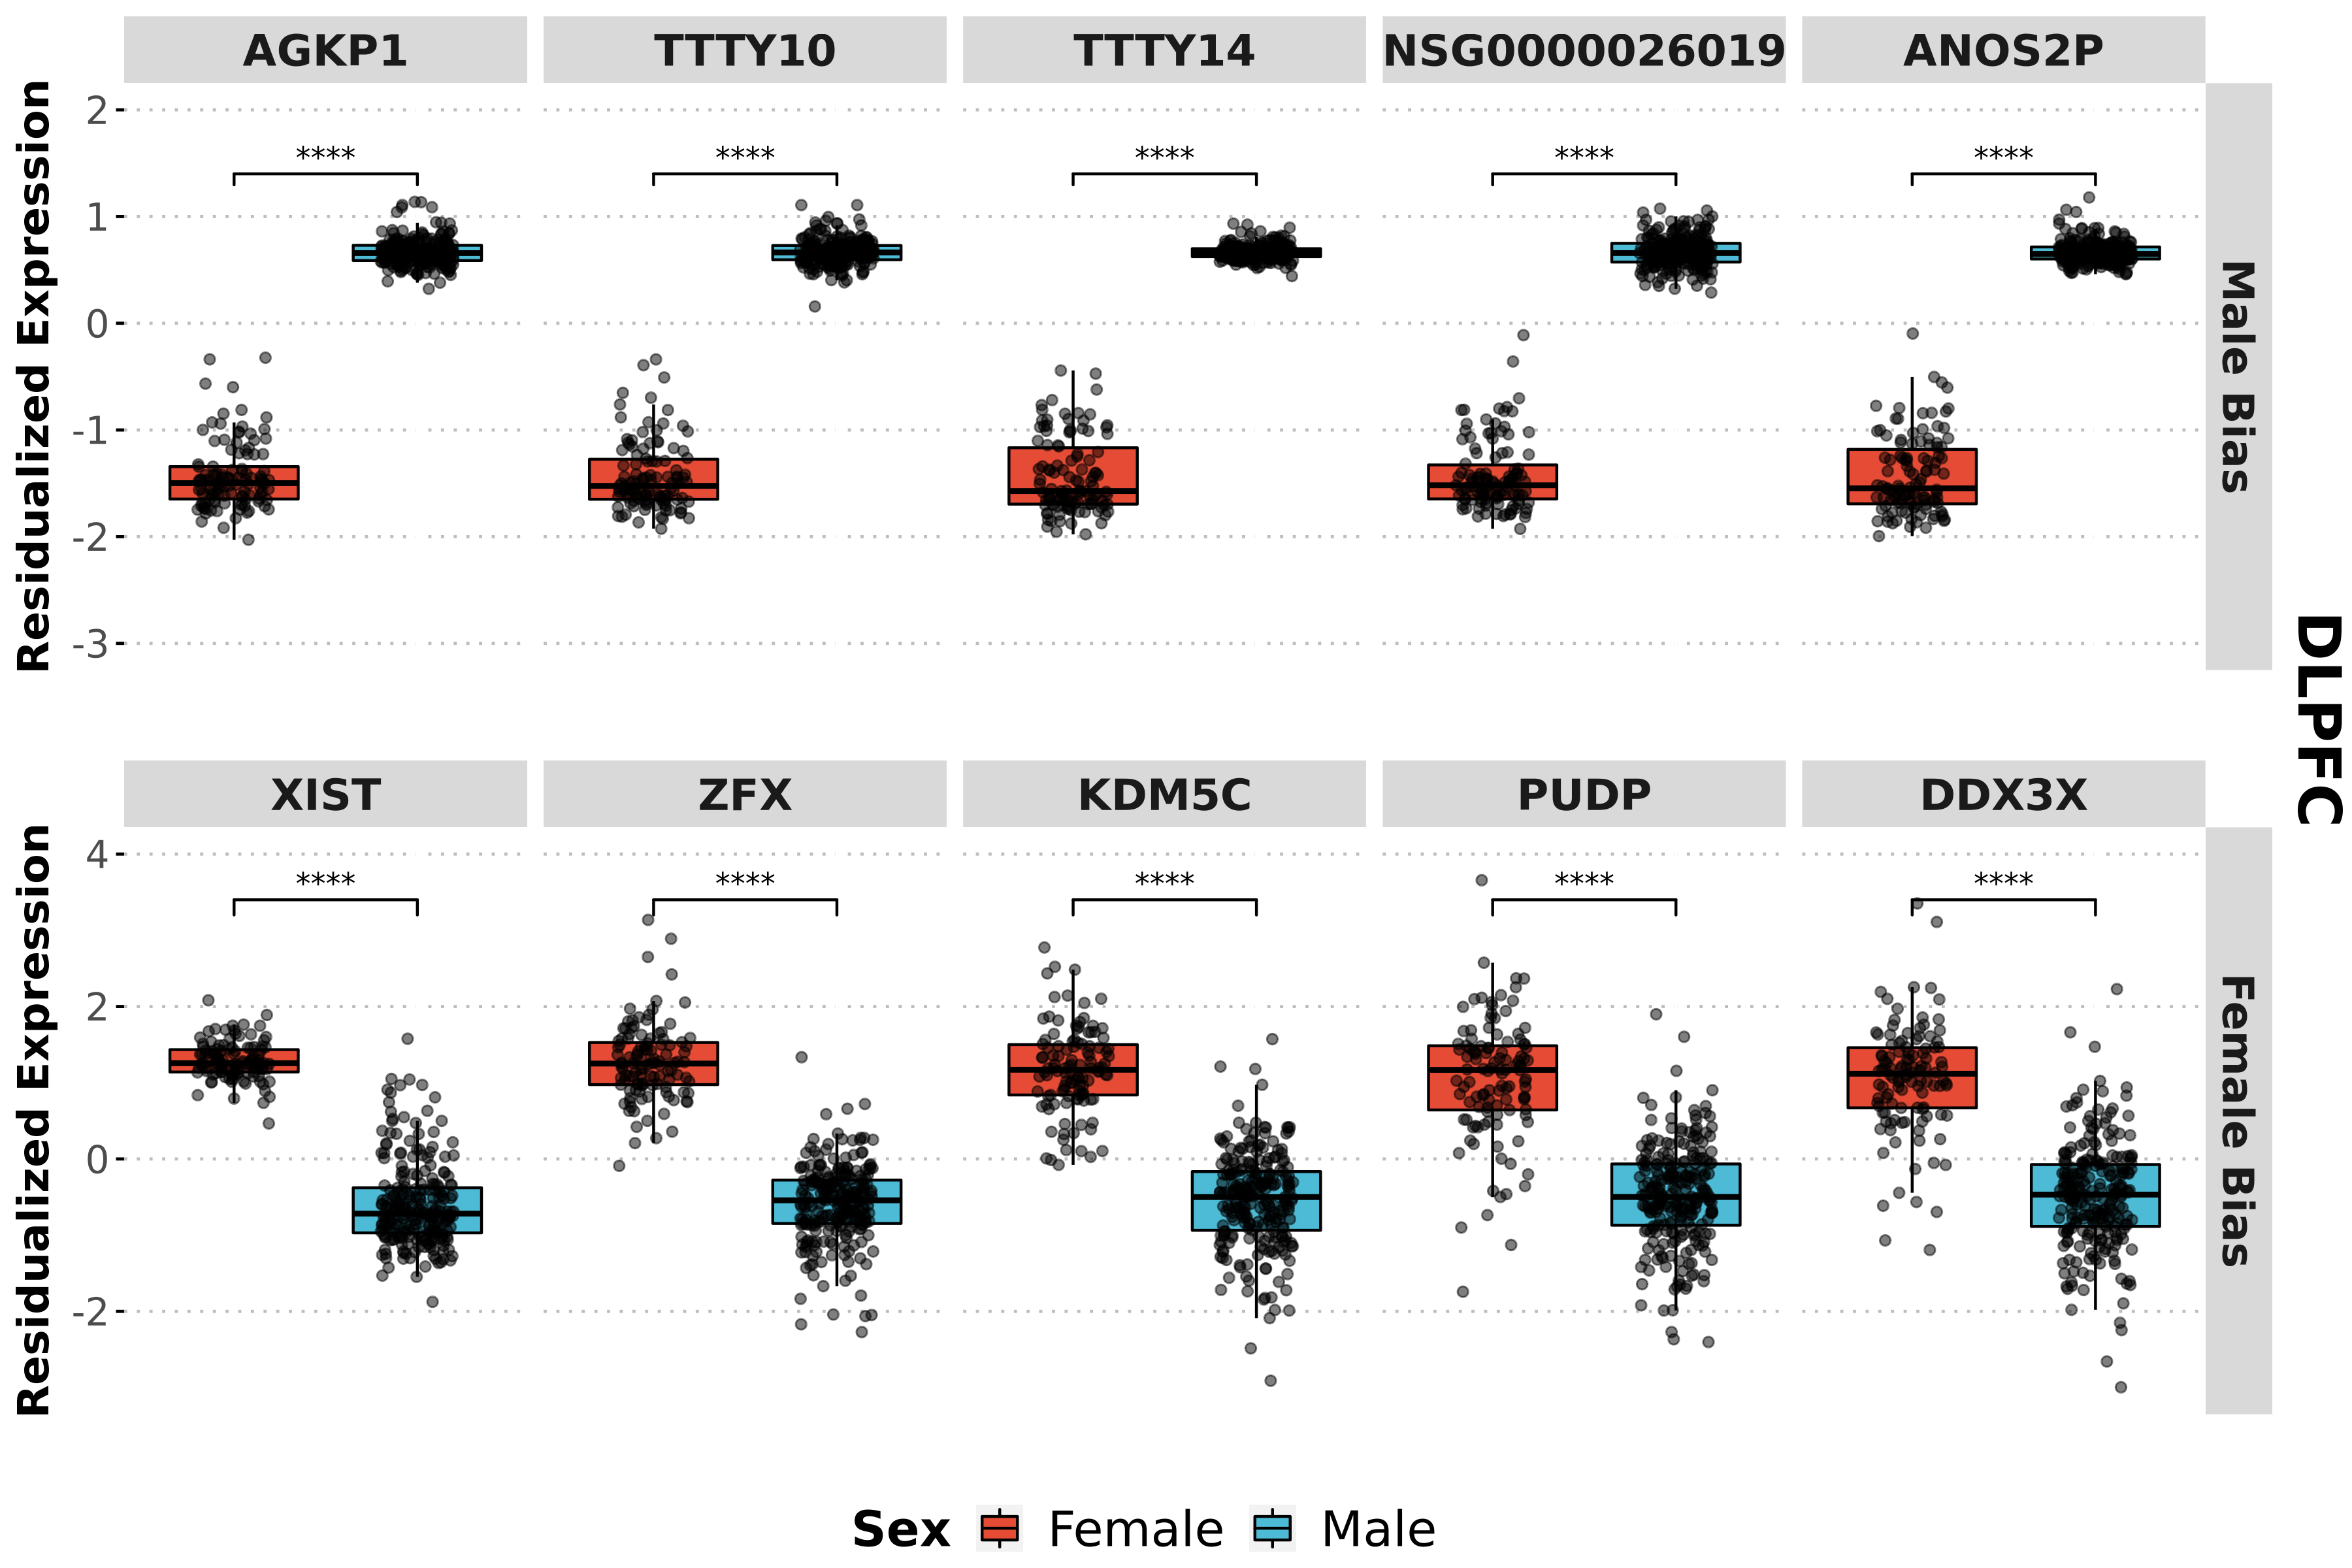 AGKP1 TTTY10 TTTY14 NSG0000026019 ANOS2P
Residualized Expression
2
1
0
-1
-2
-3
**** **** **** **** ****
Male Bias
DLPFC
XIST ZFX KDM5C PUDP DDX3X
Residualized Expression
4
2
0
-2
**** **** **** **** ****
Female Bias
Sex Female Male